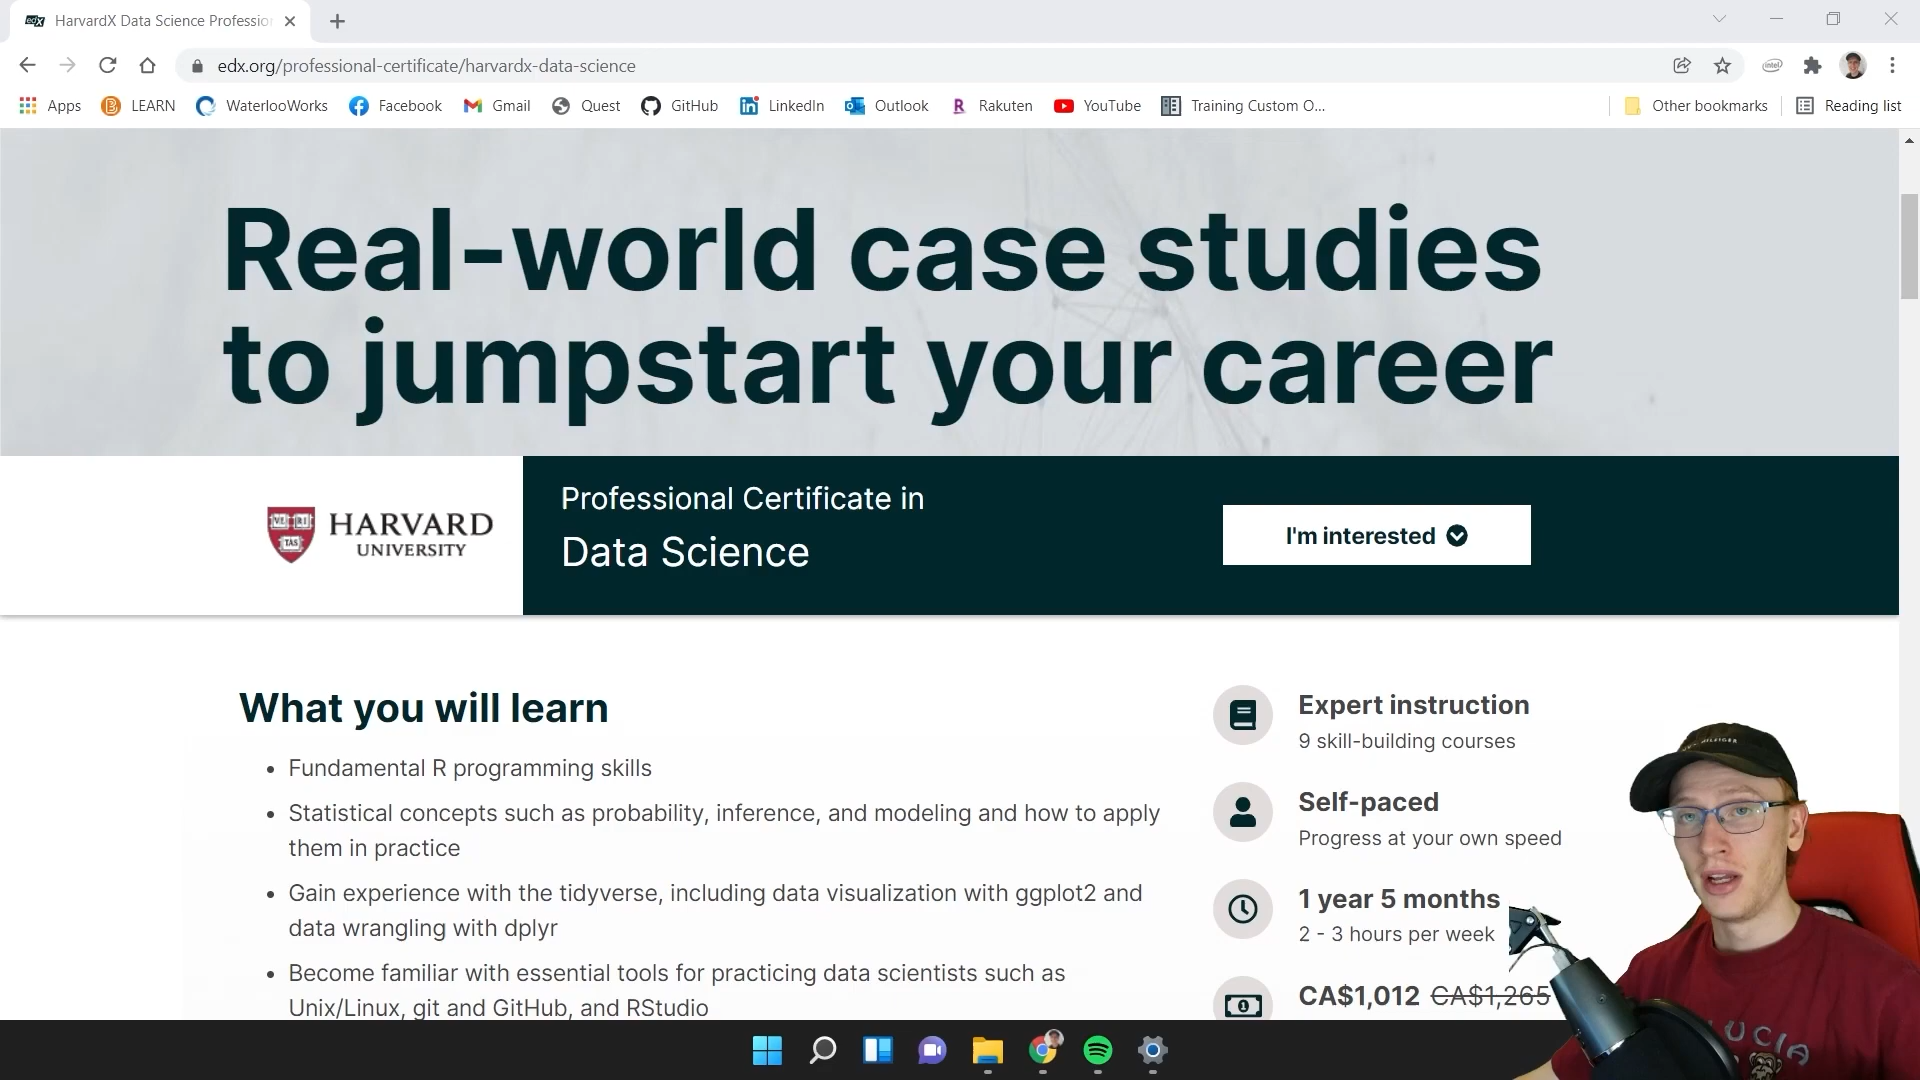 edX
HarvardX Data Science Professio
edx.org/professional-certificate/harvardx-data-science
intel
Apps
LEARN
WaterlooWorks
Facebook
Gmail
Quest
GitHub
LinkedIn
Outlook
Rakuten
YouTube
Training Custom O...
Other bookmarks
Reading list
Real-world case studies
to jumpstart your career
VE RI
TAS
HARVARD
UNIVERSITY
Professional Certificate in
Data Science
I'm interested
What you will learn
• Fundamental R programming skills
• Statistical concepts such as probability, inference, and modeling and how to apply
them in practice
• Gain experience with the tidyverse, including data visualization with ggplot2 and
data wrangling with dplyr
• Become familiar with essential tools for practicing data scientists such as
Unix/Linux, git and GitHub, and RStudio
Expert instruction
9 skill-building courses
Self-paced
Progress at your own speed
1 year 5 months
2 - 3 hours per week
CA$1,012 CA$1,265
UCIA